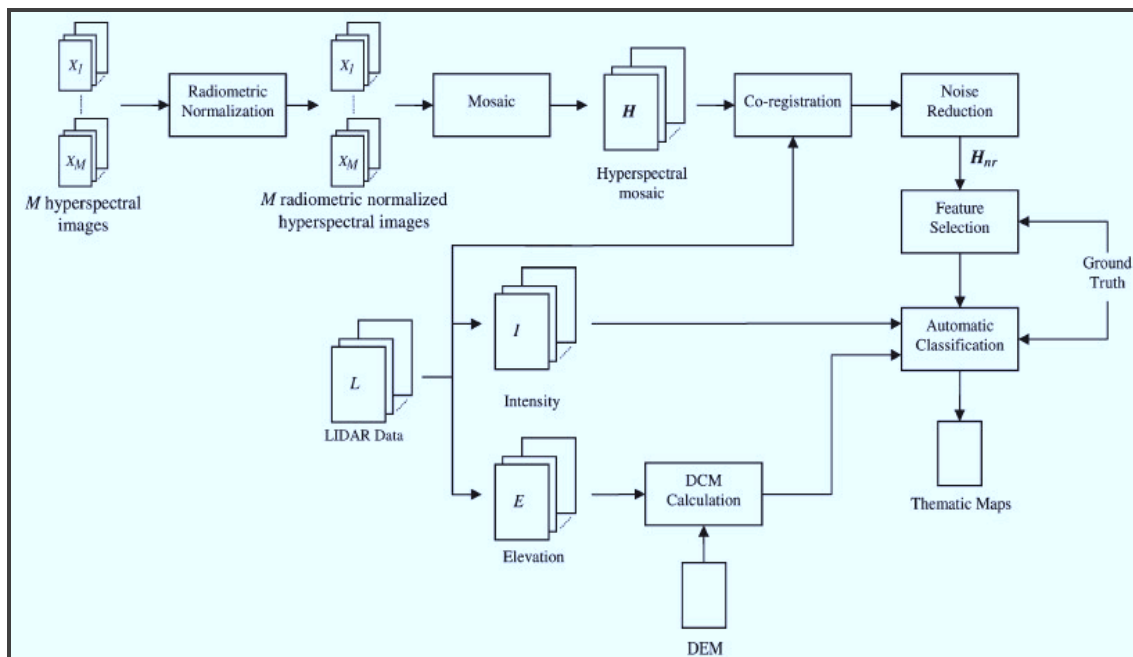 X1
XM
M hyperspectral
images
Radiometric
Normalization
X1
XM
M radiometric normalized
hyperspectral images
Mosaic
H
Hyperspectral
mosaic
Co-registration
Noise
Reduction
Hnr
Feature
Selection
Ground
Truth
Automatic
Classification
Thematic Maps
L
LIDAR Data
I
Intensity
E
Elevation
DCM
Calculation
DEM